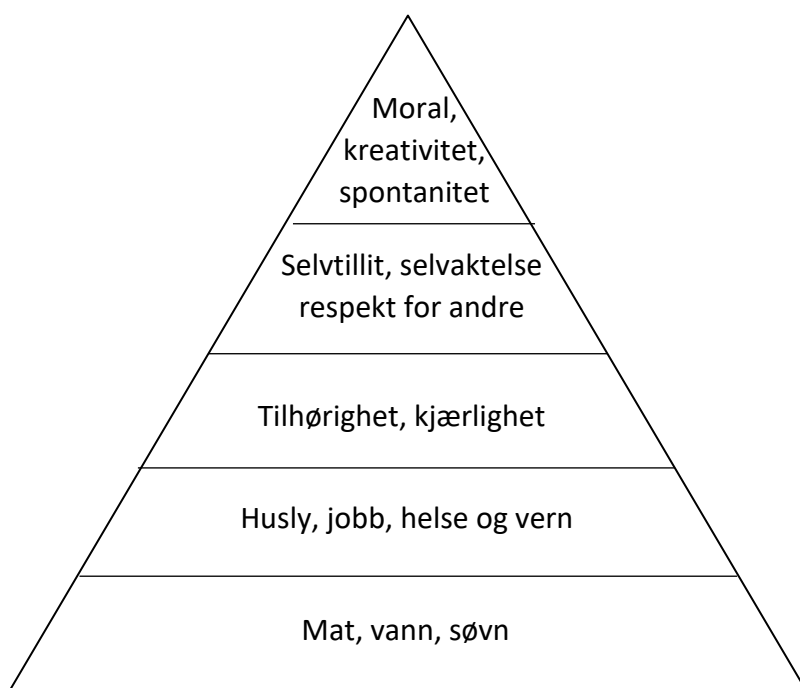 Moral,
kreativitet,
spontanitet
Selvtillit, selvaktelse
respekt for andre
Tilhørighet, kjærlighet
Husly, jobb, helse og vern
Mat, vann, søvn